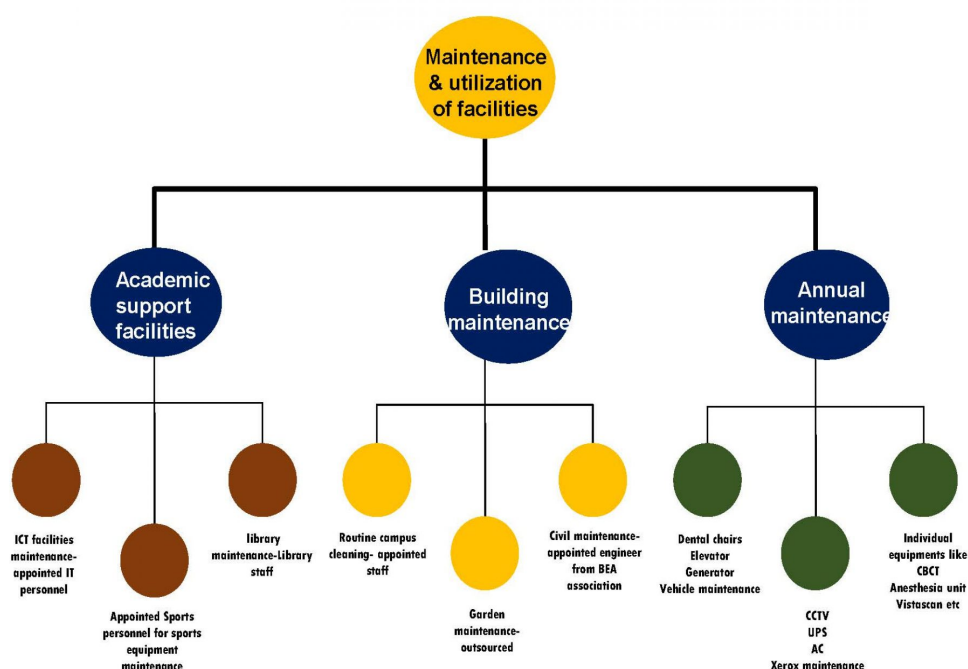 Maintenance
& utilization
of facilities
Academic
support
facilities
Building
maintenance
Annual
maintenance
ICT facilities
maintenance-
appointed IT
personnel
Appointed Sports
personnel for sports
equipment
maintenance
library
maintenance-Library
staff
Routine campus
cleaning- appointed
staff
Garden
maintenance-
outsourced
Civil maintenance-
appointed engineer
from BEA
association
Dental chairs
Elevator
Generator
Vehicle maintenance
CCTV
UPS
AC
Xerox maintenance
Individual
equipments like
CBCT
Anesthesia unit
Vistascan etc